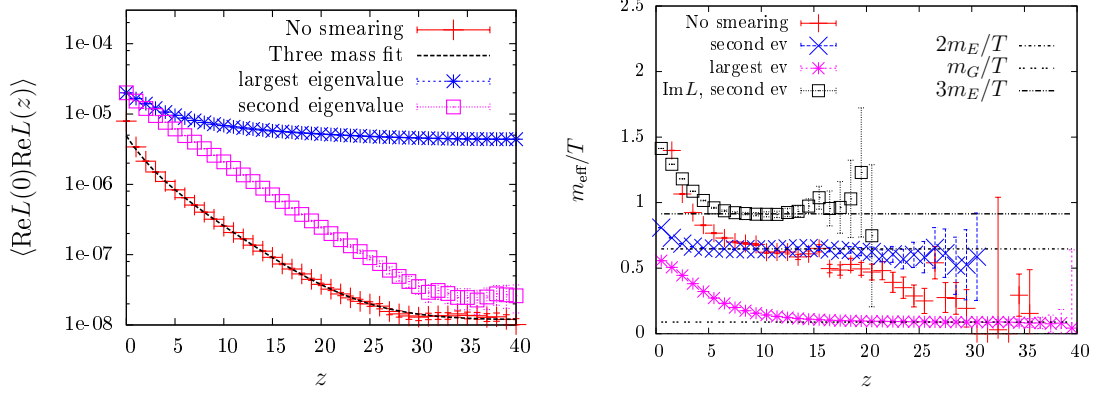 ⟨ReL(0)ReL(z)⟩
1e-04
1e-05
1e-06
1e-07
1e-08
No smearing
Three mass fit
largest eigenvalue
second eigenvalue
0 5 10 15 20 25 30 35 40
z
m_eff/T
2.5
2
1.5
1
0.5
0
No smearing
second ev
largest ev
ImL, second ev
2m_E/T
m_G/T
3m_E/T
0 5 10 15 20 25 30 35 40
z